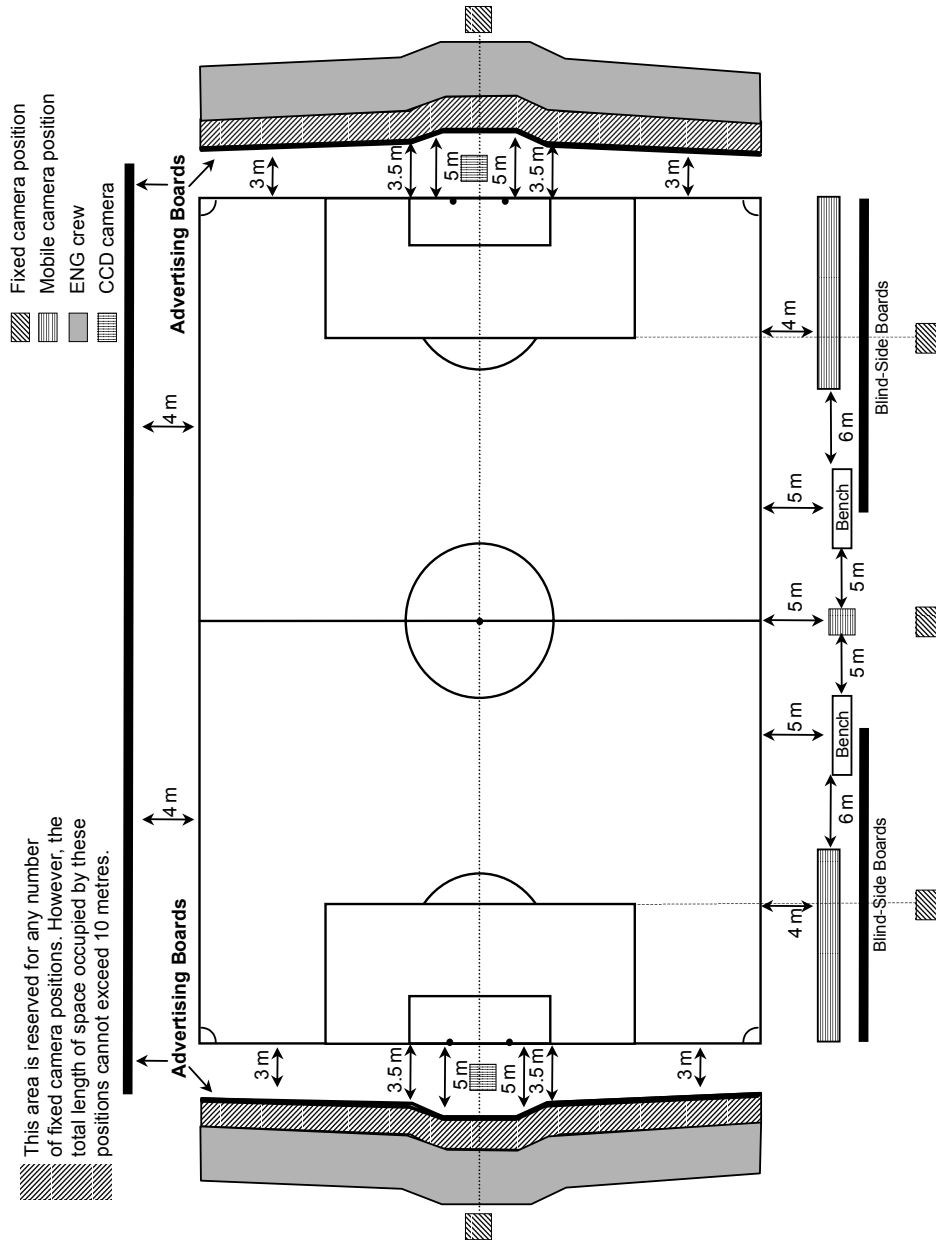 This area is reserved for any number
of fixed camera positions. However, the
total length of space occupied by these
positions cannot exceed 10 metres.
Fixed camera position
Mobile camera position
ENG crew
CCD camera
Advertising Boards
Advertising Boards
4 m
4 m
3 m
3.5 m
5 m
5 m
3.5 m
3 m
3 m
3.5 m
5 m
5 m
3.5 m
3 m
4 m
5 m
5 m
5 m
4 m
6 m
Bench
5 m
5 m
Bench
6 m
Blind-Side Boards
Blind-Side Boards